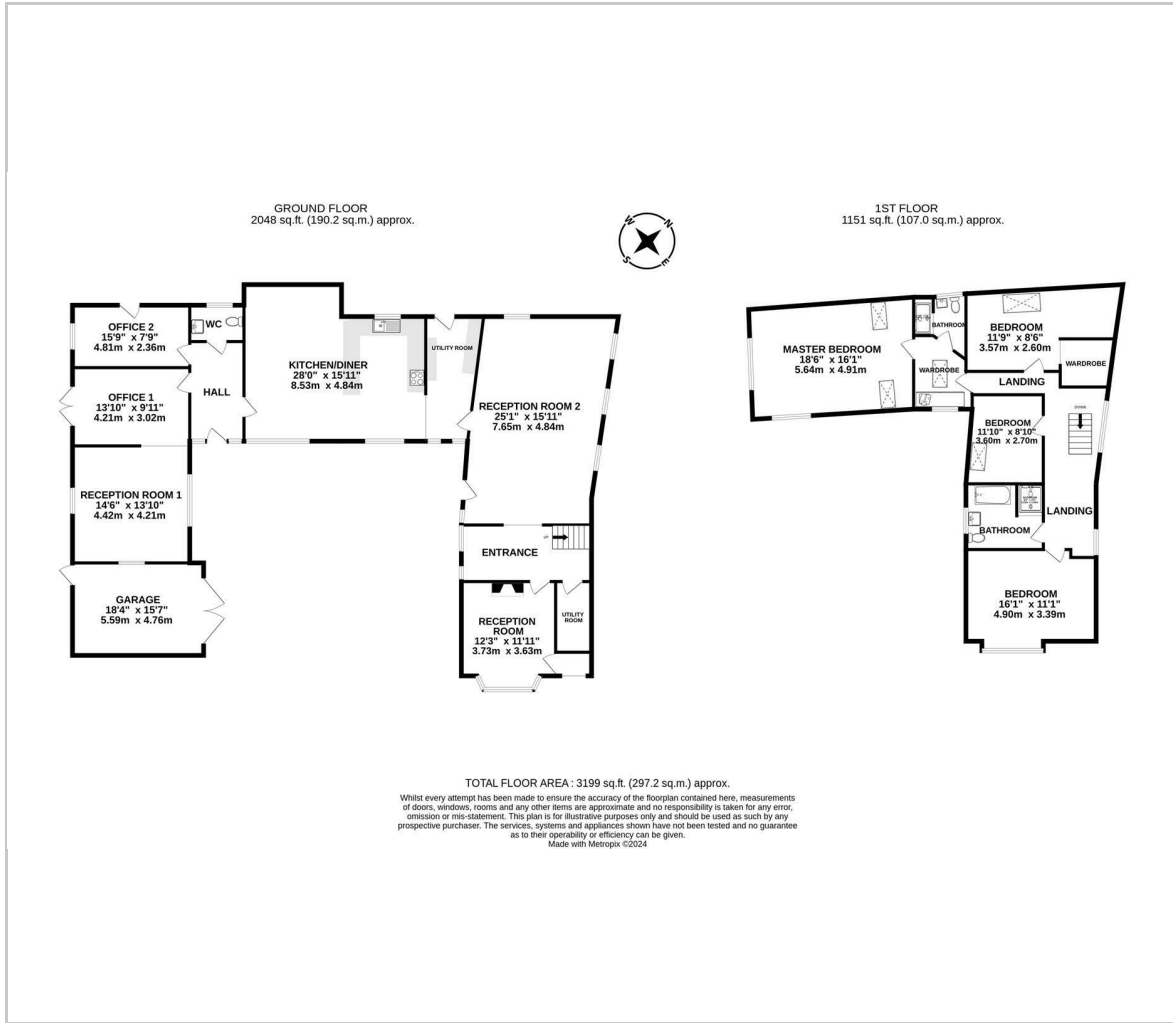 GROUND FLOOR
2048 sq.ft. (190.2 sq.m.) approx.
1ST FLOOR
1151 sq.ft. (107.0 sq.m.) approx.
W
N
S
E
OFFICE 2
15'9" x 7'9"
4.81m x 2.36m
WC
OFFICE 1
13'10" x 9'11"
4.21m x 3.02m
HALL
KITCHEN/DINER
28'0" x 15'11"
8.53m x 4.84m
UTILITY ROOM
RECEPTION ROOM 2
25'1" x 15'11"
7.65m x 4.84m
RECEPTION ROOM 1
14'6" x 13'10"
4.42m x 4.21m
GARAGE
18'4" x 15'7"
5.59m x 4.76m
ENTRANCE
UP
RECEPTION
ROOM
12'3" x 11'11"
3.73m x 3.63m
UTILITY
ROOM
MASTER BEDROOM
18'6" x 16'1"
5.64m x 4.91m
BATHROOM
WARDROBE
BEDROOM
11'9" x 8'6"
3.57m x 2.60m
WARDROBE
LANDING
DOWN
BEDROOM
11'10" x 8'10"
3.60m x 2.70m
BATHROOM
LANDING
BEDROOM
16'1" x 11'1"
4.90m x 3.39m
TOTAL FLOOR AREA : 3199 sq.ft. (297.2 sq.m.) approx.
Whilst every attempt has been made to ensure the accuracy of the floorplan contained here, measurements
of doors, windows, rooms and any other items are approximate and no responsibility is taken for any error,
omission or mis-statement. This plan is for illustrative purposes only and should be used as such by any
prospective purchaser. The services, systems and appliances shown have not been tested and no guarantee
as to their operability or efficiency can be given.
Made with Metropix ©2024